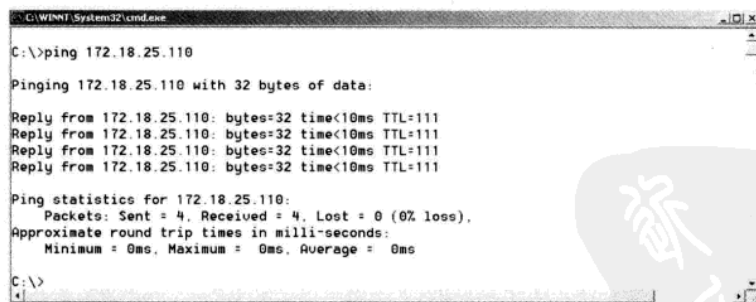 C:\WINNT\System32\cmd.exe
C:\>ping 172.18.25.110
Pinging 172.18.25.110 with 32 bytes of data:
Reply from 172.18.25.110: bytes=32 time<10ms TTL=111
Reply from 172.18.25.110: bytes=32 time<10ms TTL=111
Reply from 172.18.25.110: bytes=32 time<10ms TTL=111
Reply from 172.18.25.110: bytes=32 time<10ms TTL=111
Ping statistics for 172.18.25.110:
Packets: Sent = 4, Received = 4, Lost = 0 (0% loss),
Approximate round trip times in milli-seconds:
Minimum = 0ms, Maximum = 0ms, Average = 0ms
C:\>